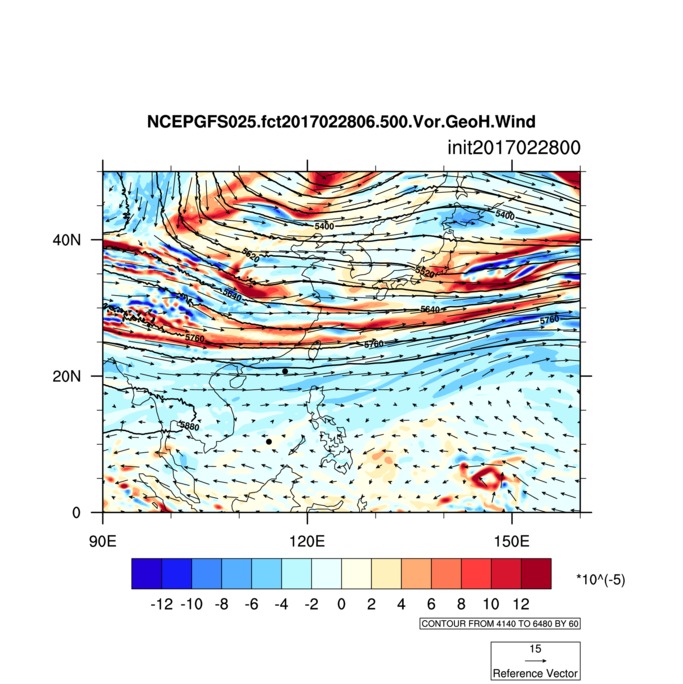 NCEPGFS025.fct2017022806.500.Vor.GeoH.Wind
init2017022800
5400
5400
40N
5620
5520
5640
5640
5760
5760
5760
20N
5880
0
90E 120E 150E
-12 -10 -8 -6 -4 -2 0 2 4 6 8 10 12
*10^(-5)
CONTOUR FROM 4140 TO 6480 BY 60
15
Reference Vector